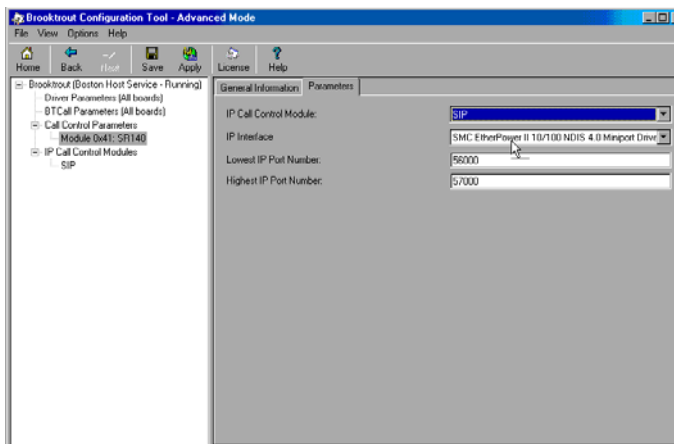 Brooktrout Configuration Tool - Advanced Mode
File View Options Help
Home Back Next Save Apply License Help
Brooktrout (Boston Host Service - Running)
Driver Parameters (All boards)
BTCall Parameters (All boards)
Call Control Parameters
Module 0x41: SR140
IP Call Control Modules
SIP
General Information Parameters
IP Call Control Module: SIP
IP Interface SMC EtherPower II 10/100 NDIS 4.0 Miniport Drive
Lowest IP Port Number: 56000
Highest IP Port Number: 57000